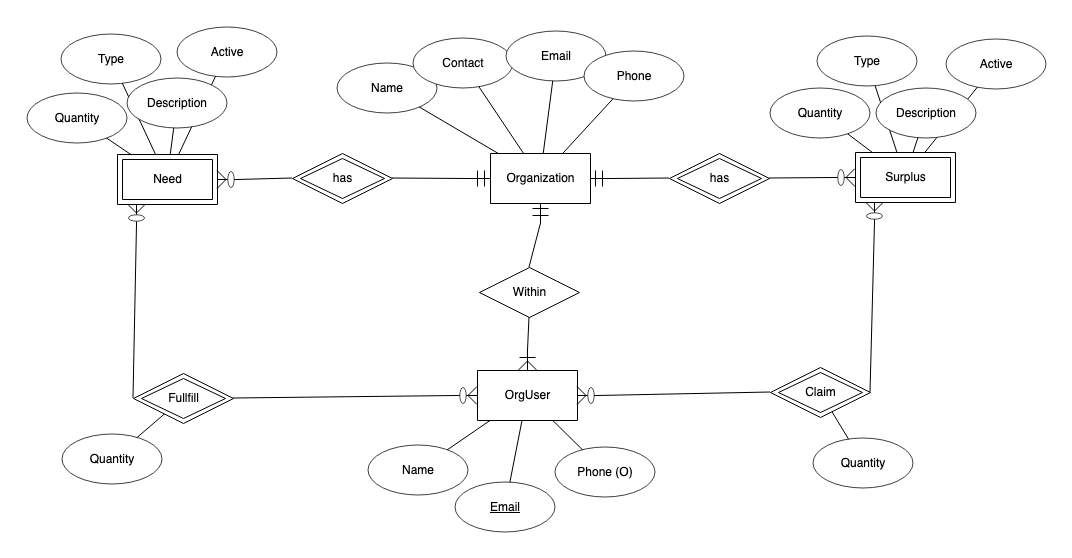 Type
Active
Quantity
Description
Need
has
Name
Contact
Email
Phone
Organization
has
Type
Active
Quantity
Description
Surplus
Within
Fullfill
Quantity
OrgUser
Name
Email
Phone (O)
Claim
Quantity